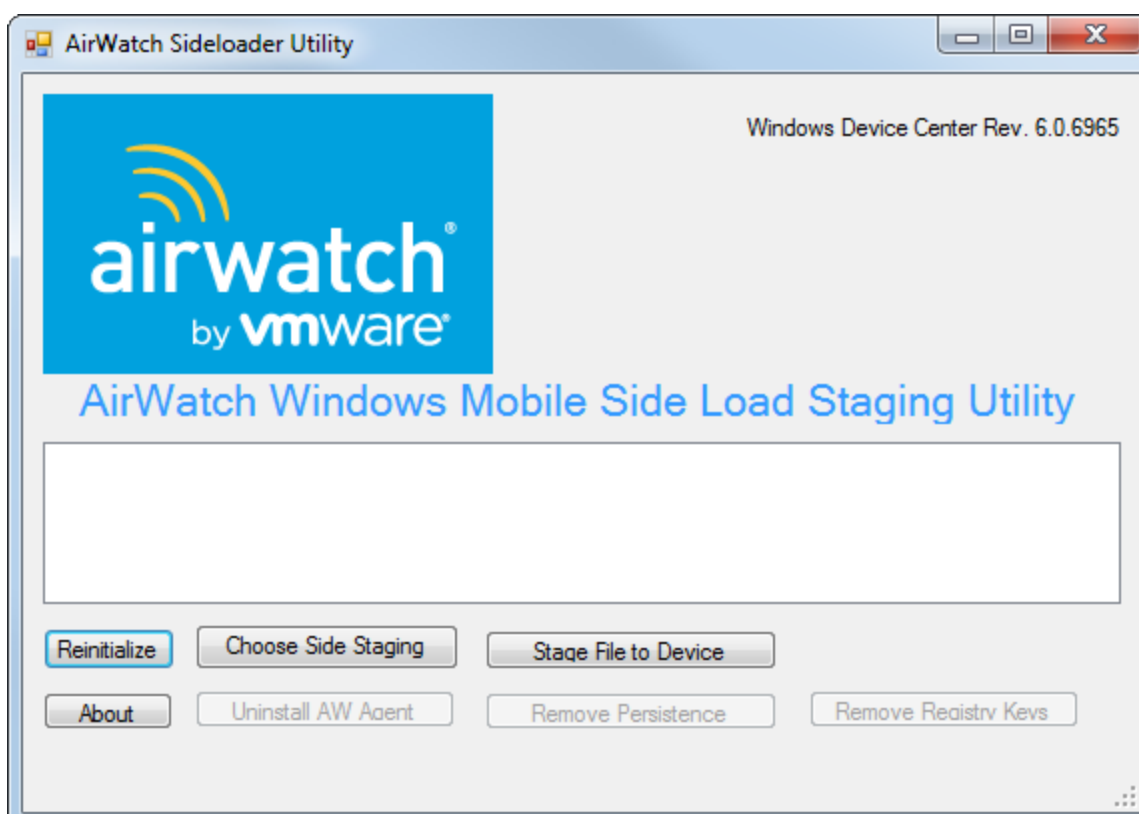 AirWatch Sideloader Utility
Windows Device Center Rev. 6.0.6965
airwatch®
by vmware®
AirWatch Windows Mobile Side Load Staging Utility
Reinitialize
Choose Side Staging
Stage File to Device
About
Uninstall AW Agent
Remove Persistence
Remove Registry Keys